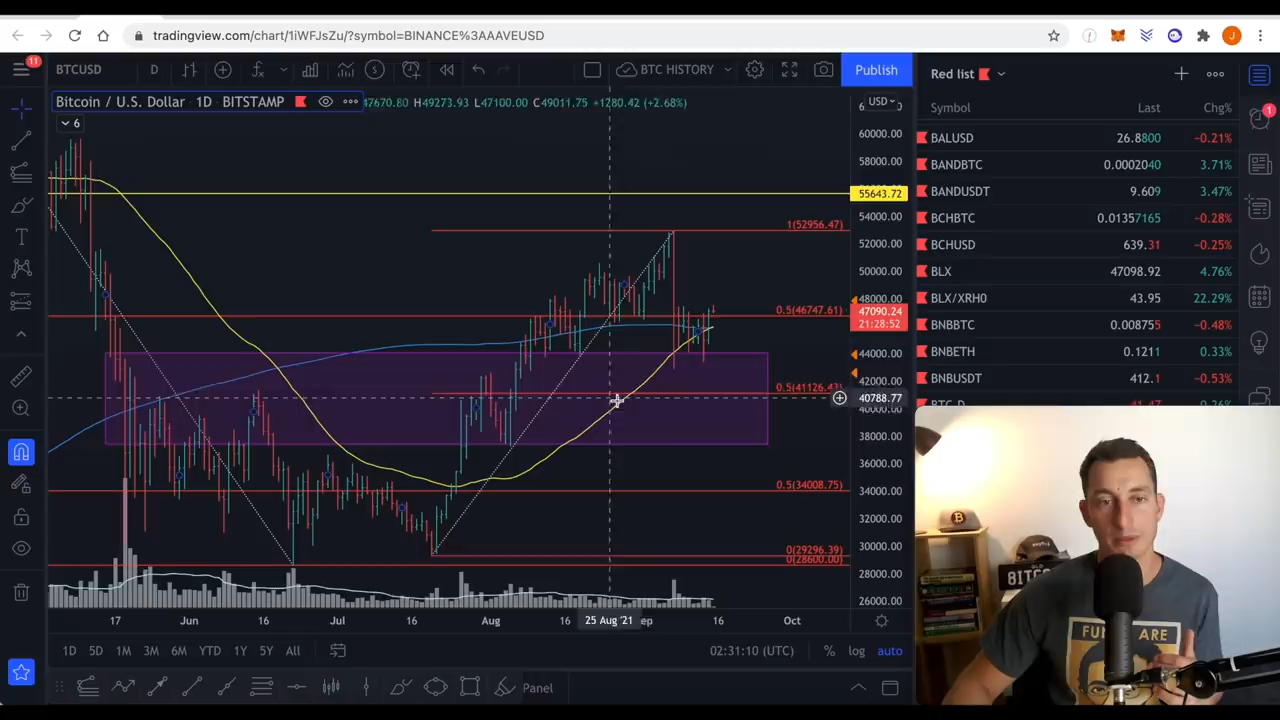 tradingview.com/chart/1iWFJsZu/?symbol=BINANCE%3AAAVEUSD
J
11
BTCUSD
D
BTC HISTORY
Publish
Red list
Bitcoin / U.S. Dollar 1D BITSTAMP
47670.80 H49273.93 L47100.00 C49011.75 +1280.42 (+2.68%)
USD
6
Symbol Last Chg%
1
BALUSD 26.8800 −0.21%
BANDBTC 0.0002040 3.71%
BANDUSDT 9.609 3.47%
BCHBTC 0.01357165 −0.28%
BCHUSD 639.31 −0.25%
BLX 47098.92 4.76%
BLX/XRH0 43.95 22.29%
BNBBTC 0.008755 −0.48%
BNBETH 0.1211 0.33%
BNBUSDT 412.1 −0.53%
60000.00
58000.00
55643.72
54000.00
1(52956.47)
52000.00
50000.00
48000.00
0.5(46747.61)
47090.24
21:28:52
44000.00
42000.00
0.5(41126.43)
40788.77
40000.00
38000.00
36000.00
0.5(34008.75)
34000.00
32000.00
30000.00
0(29296.39)
0(28600.00)
28000.00
26000.00
17 Jun 16 Jul 16 Aug 16 25 Aug '21 ep 16 Oct
1D 5D 1M 3M 6M YTD 1Y 5Y All
02:31:10 (UTC) % log auto
Panel
OLD
8IT
FU ARE